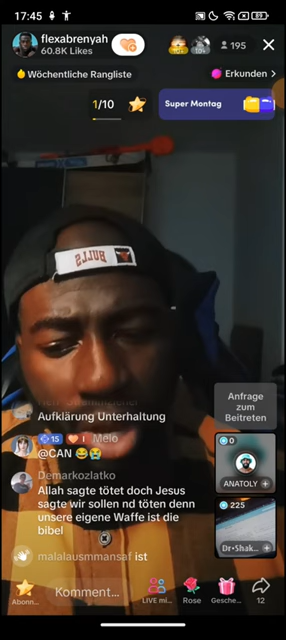 17:45
89
flexabrenyah
60.8K Likes
195
Wöchentliche Rangliste
Erkunden
1/10
Super Montag
BULLS
Anfrage
zum
Beitreten
Aufklärung Unterhaltung
15 1 Melo
@CAN 😂😭
0
ANATOLY
Demarkozlatko
Allah sagte tötet doch Jesus
sagte wir sollen nd töten denn
unsere eigene Waffe ist die
bibel
225
Dr•Shak...
malalausmmansaf ist
Abonn...
Komment...
LIVE mi...
Rose
Gesche...
12